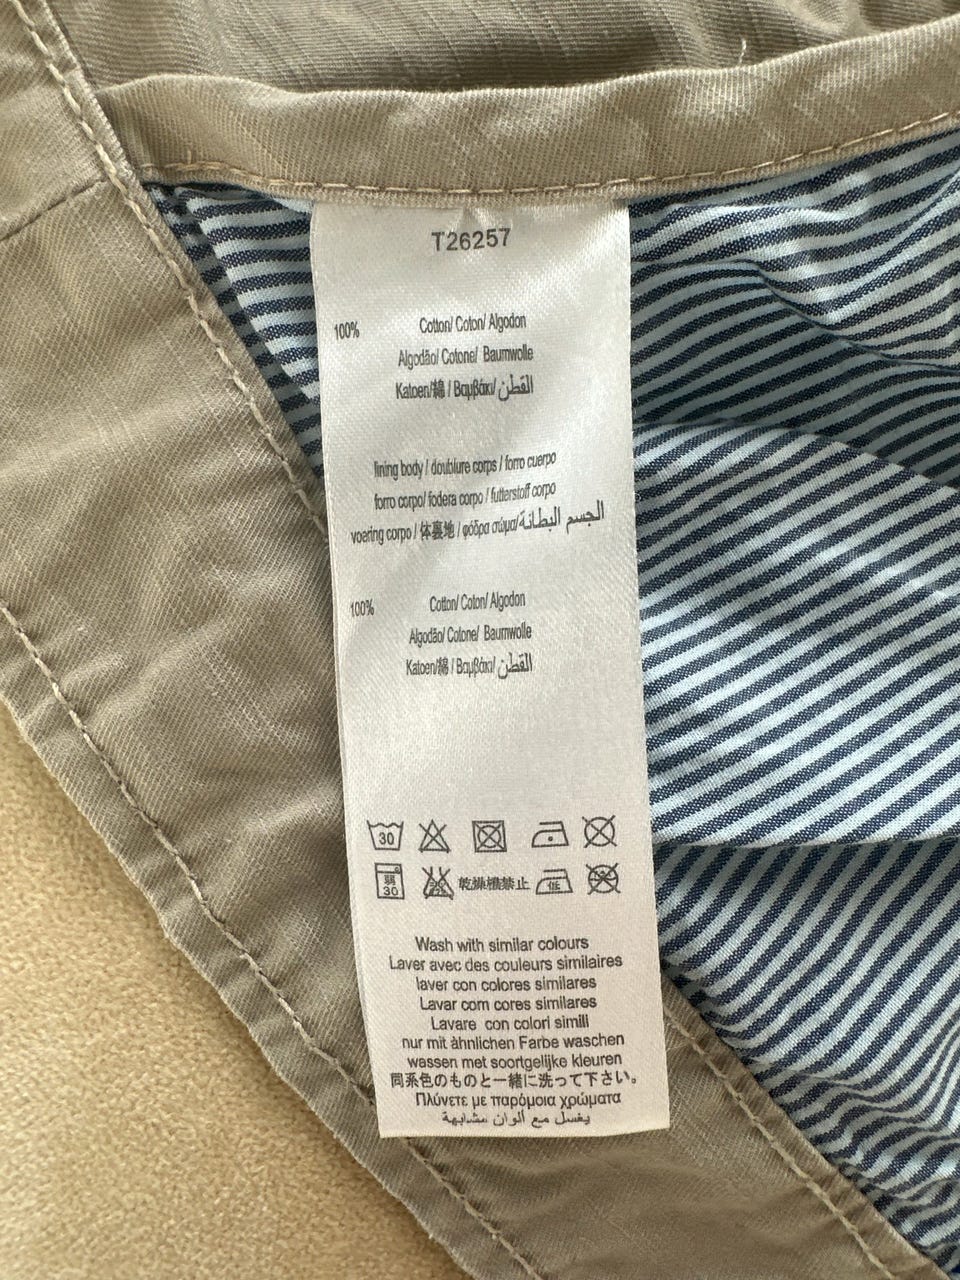 T26257
100% Cotton/ Coton/ Algodon
Algodão/ Cotone/ Baumwolle
Katoen/綿 / Βαμβάκι/ القطن
lining body / doublure corps / forro cuerpo
forro corpo/ fodera corpo / futterstoff corpo
voering corpo / 体裏地 / φόδρα σώμα/ الجسم البطانة
100% Cotton/ Coton/ Algodon
Algodão/ Cotone/ Baumwolle
Katoen/綿 / Βαμβάκι/ القطن
30
弱 30 乾燥機禁止 低
Wash with similar colours
Laver avec des couleurs similaires
laver con colores similares
Lavar com cores similares
Lavare con colori simili
nur mit ähnlichen Farbe waschen
wassen met soortgelijke kleuren
同系色のものと一緒に洗って下さい。
Πλύνετε με παρόμοια χρώματα
يغسل مع ألوان مشابهة